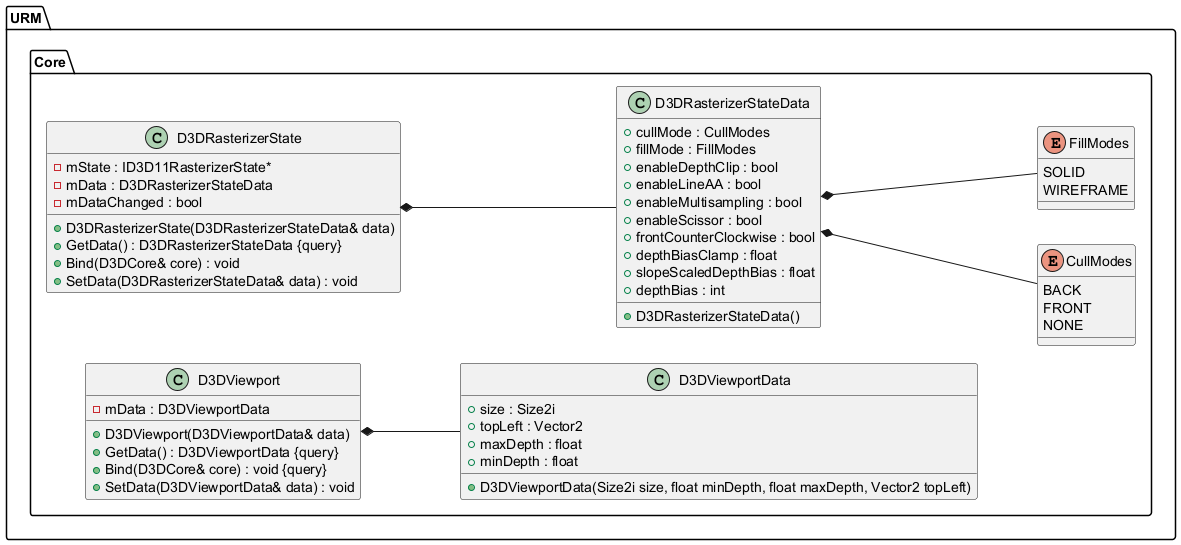 URM
Core
C D3DRasterizerState
mState : ID3D11RasterizerState*
mData : D3DRasterizerStateData
mDataChanged : bool
D3DRasterizerState(D3DRasterizerStateData& data)
GetData() : D3DRasterizerStateData {query}
Bind(D3DCore& core) : void
SetData(D3DRasterizerStateData& data) : void
C D3DRasterizerStateData
cullMode : CullModes
fillMode : FillModes
enableDepthClip : bool
enableLineAA : bool
enableMultisampling : bool
enableScissor : bool
frontCounterClockwise : bool
depthBiasClamp : float
slopeScaledDepthBias : float
depthBias : int
D3DRasterizerStateData()
E FillModes
SOLID
WIREFRAME
E CullModes
BACK
FRONT
NONE
C D3DViewport
mData : D3DViewportData
D3DViewport(D3DViewportData& data)
GetData() : D3DViewportData {query}
Bind(D3DCore& core) : void {query}
SetData(D3DViewportData& data) : void
C D3DViewportData
size : Size2i
topLeft : Vector2
maxDepth : float
minDepth : float
D3DViewportData(Size2i size, float minDepth, float maxDepth, Vector2 topLeft)